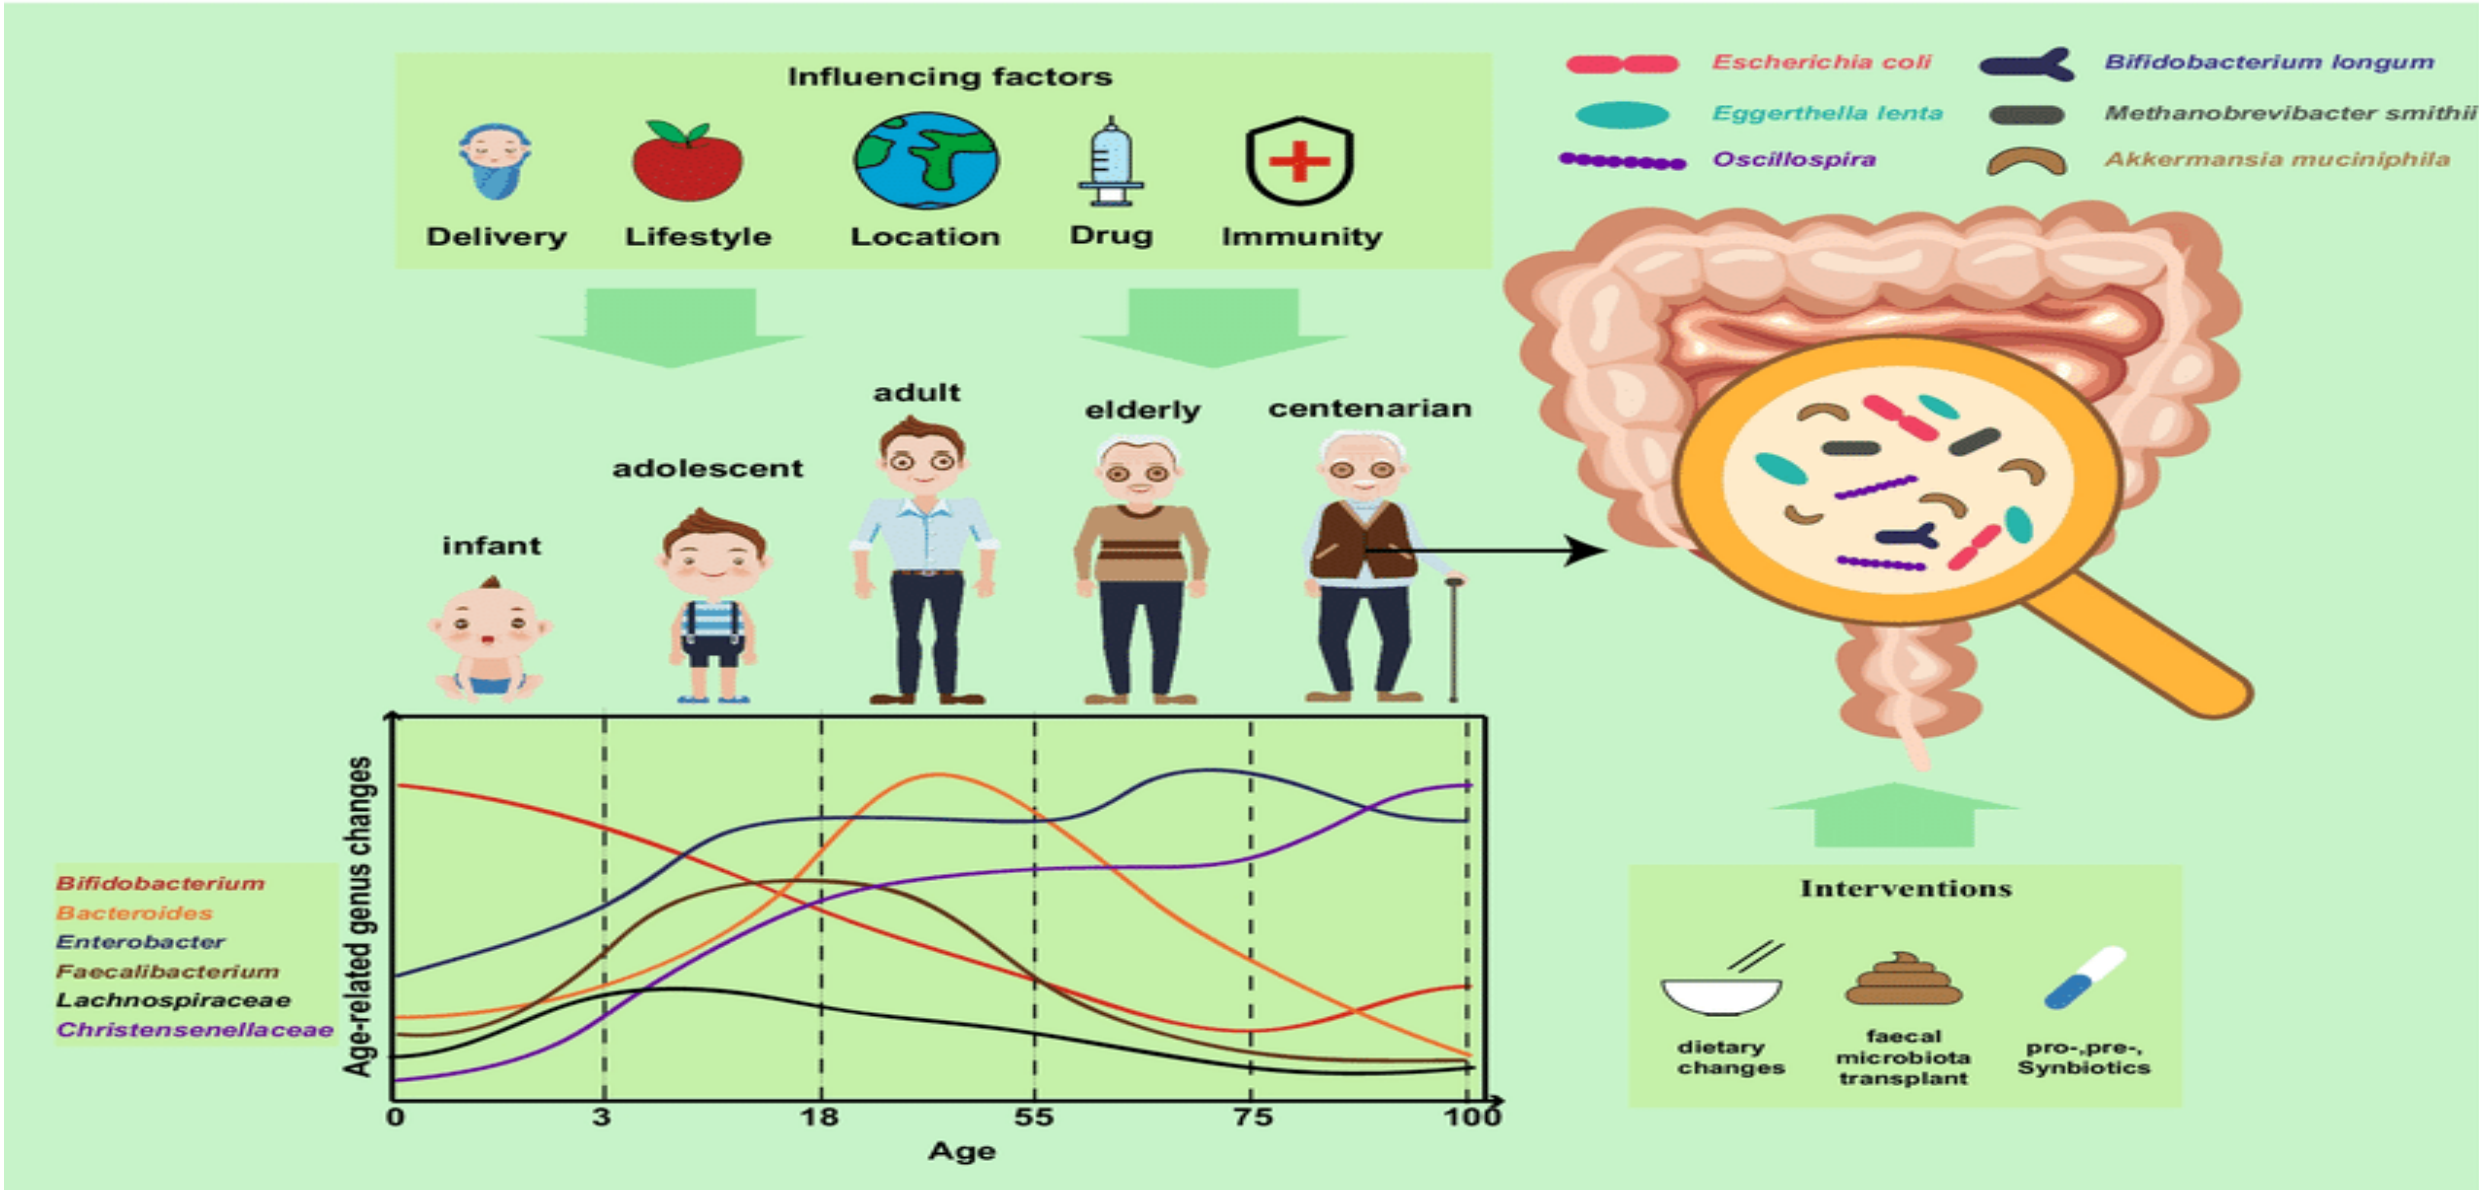 Influencing factors
Delivery
Lifestyle
Location
Drug
Immunity
Escherichia coli
Bifidobacterium longum
Eggerthella lenta
Methanobrevibacter smithii
Oscillospira
Akkermansia muciniphila
infant
adolescent
adult
elderly
centenarian
Age-related genus changes
Bifidobacterium
Bacteroides
Enterobacter
Faecalibacterium
Lachnospiraceae
Christensenellaceae
0 3 18 55 75 100
Age
Interventions
dietary
changes
faecal
microbiota
transplant
pro-,pre-,
Synbiotics